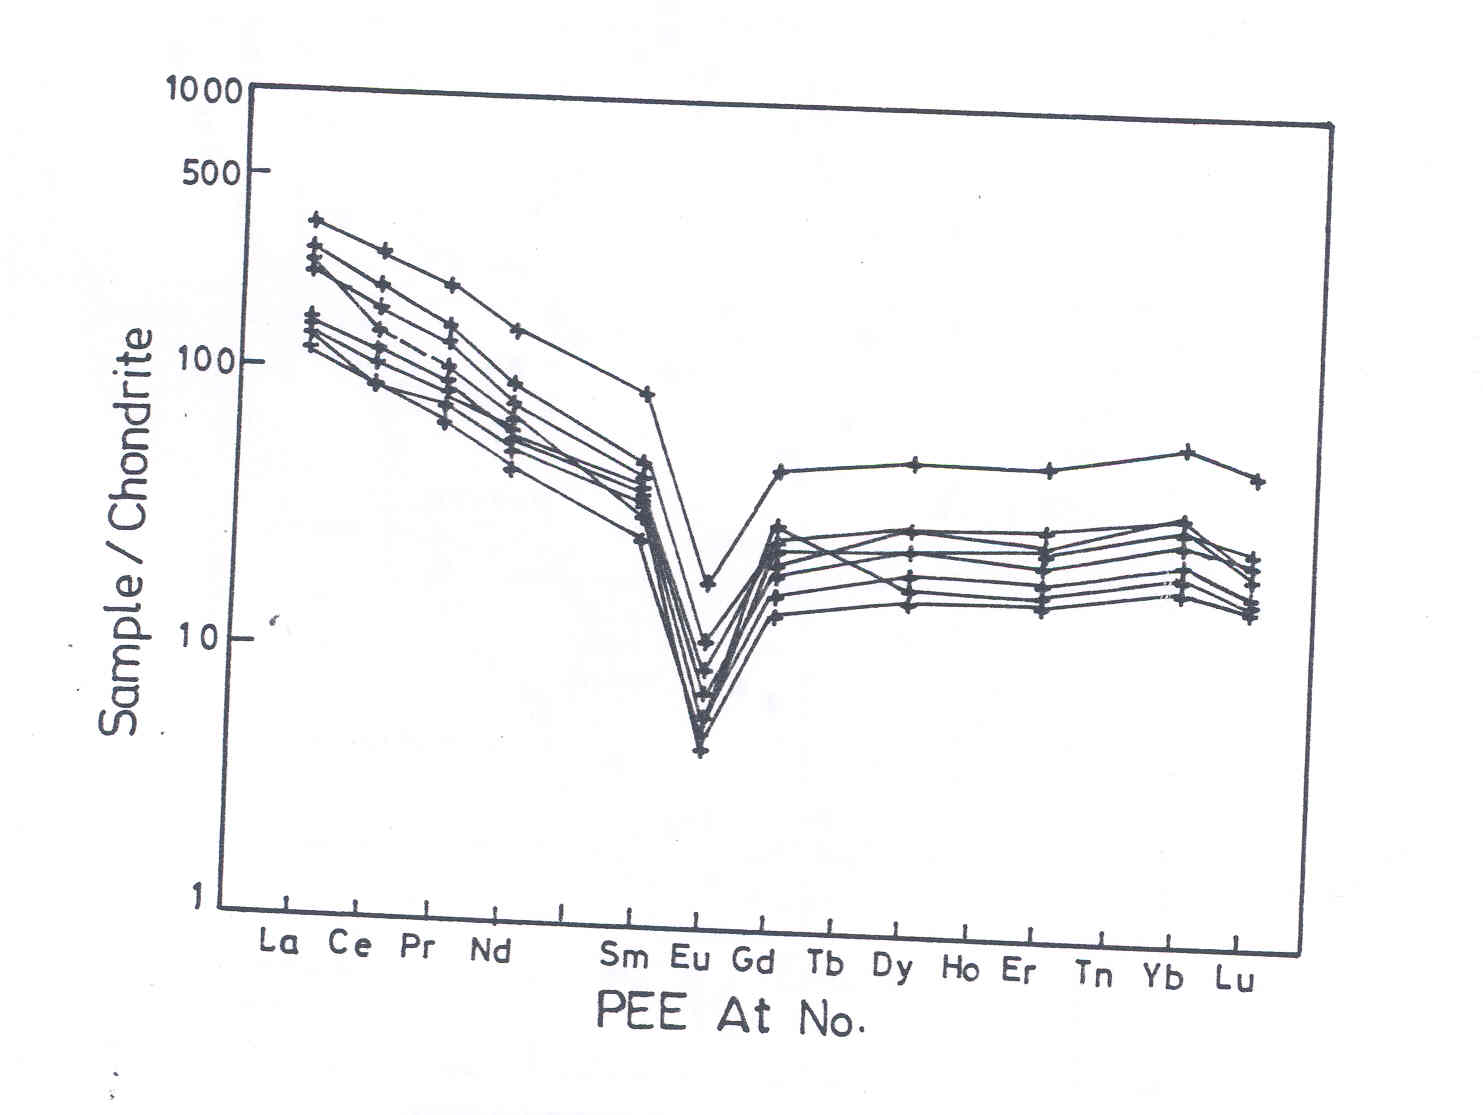 1000
500
100
10
1
Sample/Chondrite
La Ce Pr Nd Sm Eu Gd Tb Dy Ho Er Tn Yb Lu
PEE At No.